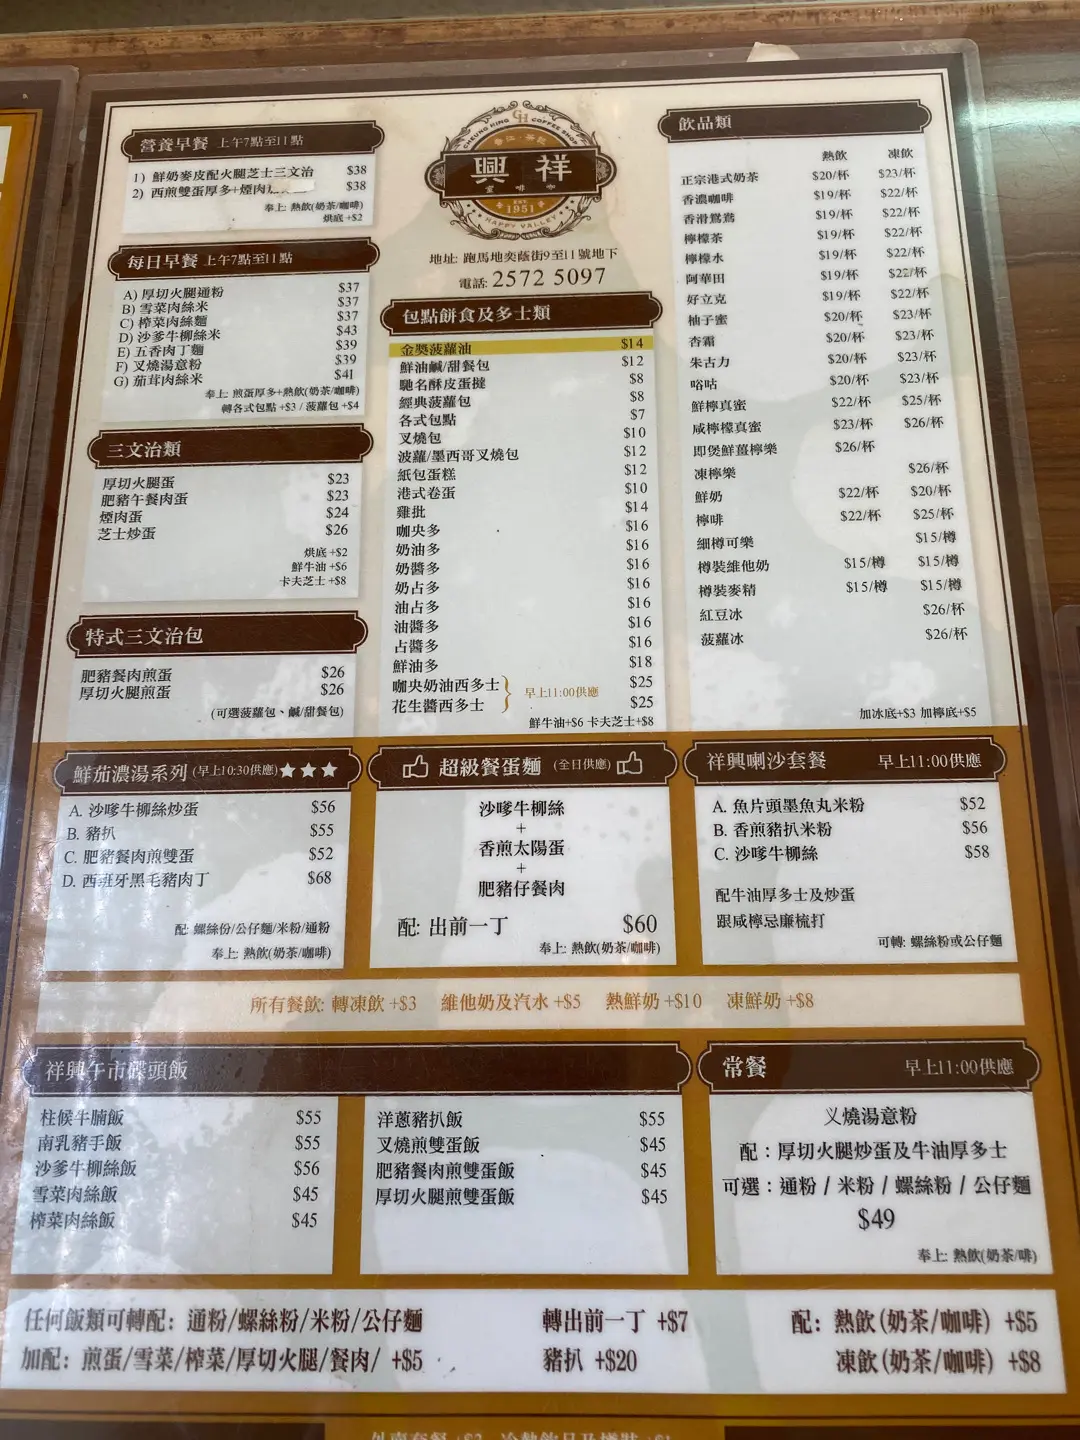 營養早餐 上午7點至11點
1) 鮮奶麥皮配火腿芝士三文治 $38
2) 西煎雙蛋厚多+煙肉 $38
奉上: 熱飲(奶茶/咖啡)
烘底 +$2
每日早餐 上午7點至11點
A) 厚切火腿通粉 $37
B) 雪菜肉絲米 $37
C) 榨菜肉絲麵 $37
D) 沙爹牛柳絲米 $43
E) 五香肉丁麵 $39
F) 叉燒湯意粉 $39
G) 茄茸肉絲米 $41
奉上: 煎蛋厚多+熱飲(奶茶/咖啡)
轉各式包點 +$3 / 菠蘿包 +$4
三文治類
厚切火腿蛋 $23
肥豬午餐肉蛋 $23
煙肉蛋 $24
芝士炒蛋 $26
烘底 +$2
鮮牛油 +$6
卡夫芝士 +$8
特式三文治包
肥豬餐肉煎蛋 $26
厚切火腿煎蛋 $26
(可選菠蘿包、鹹/甜餐包)
CHEUNG HING COFFEE SHOP
CH
香江·茶記
興祥
室啡咖
EST.
1951
HAPPY VALLEY
地址: 跑馬地奕蔭街9至11號地下
電話: 2572 5097
包點餅食及多士類
金獎菠蘿油 $14
鮮油鹹/甜餐包 $12
馳名酥皮蛋撻 $8
經典菠蘿包 $8
各式包點 $7
叉燒包 $10
菠蘿/墨西哥叉燒包 $12
紙包蛋糕 $12
港式卷蛋 $10
雞批 $14
咖央多 $16
奶油多 $16
奶醬多 $16
奶占多 $16
油占多 $16
油醬多 $16
占醬多 $16
鮮油多 $18
咖央奶油西多士 $25
花生醬西多士 $25
早上11:00供應
鮮牛油+$6 卡夫芝士+$8
飲品類
熱飲 凍飲
正宗港式奶茶 $20/杯 $23/杯
香濃咖啡 $19/杯 $22/杯
香滑鴛鴦 $19/杯 $22/杯
檸檬茶 $19/杯 $22/杯
檸檬水 $19/杯 $22/杯
阿華田 $19/杯 $22/杯
好立克 $19/杯 $22/杯
柚子蜜 $20/杯 $23/杯
杏霜 $20/杯 $23/杯
朱古力 $20/杯 $23/杯
唂咕 $20/杯 $23/杯
鮮檸真蜜 $22/杯 $25/杯
咸檸檬真蜜 $23/杯 $26/杯
即煲鮮薑檸樂 $26/杯
凍檸樂 $26/杯
鮮奶 $22/杯 $20/杯
檸啡 $22/杯 $25/杯
細樽可樂 $15/樽
樽裝維他奶 $15/樽 $15/樽
樽裝麥精 $15/樽 $15/樽
紅豆冰 $26/杯
菠蘿冰 $26/杯
加冰底+$3 加檸底+$5
鮮茄濃湯系列 (早上10:30供應)★★★
A. 沙嗲牛柳絲炒蛋 $56
B. 豬扒 $55
C. 肥豬餐肉煎雙蛋 $52
D. 西班牙黑毛豬肉丁 $68
配: 螺絲份/公仔麵/米粉/通粉
奉上: 熱飲(奶茶/咖啡)
超級餐蛋麵 (全日供應)
沙嗲牛柳絲
+
香煎太陽蛋
+
肥豬仔餐肉
配: 出前一丁 $60
奉上: 熱飲(奶茶/咖啡)
祥興喇沙套餐 早上11:00供應
A. 魚片頭墨魚丸米粉 $52
B. 香煎豬扒米粉 $56
C. 沙嗲牛柳絲 $58
配牛油厚多士及炒蛋
跟咸檸忌廉梳打
可轉: 螺絲粉或公仔麵
所有餐飲: 轉凍飲 +$3 維他奶及汽水 +$5 熱鮮奶 +$10 凍鮮奶 +$8
祥興午市碟頭飯
柱候牛腩飯 $55
南乳豬手飯 $55
沙爹牛柳絲飯 $56
雪菜肉絲飯 $45
榨菜肉絲飯 $45
洋蔥豬扒飯 $55
叉燒煎雙蛋飯 $45
肥豬餐肉煎雙蛋飯 $45
厚切火腿煎雙蛋飯 $45
常餐 早上11:00供應
叉燒湯意粉
配：厚切火腿炒蛋及牛油厚多士
可選：通粉 / 米粉 / 螺絲粉 / 公仔麵
$49
奉上: 熱飲(奶茶/啡)
任何飯類可轉配: 通粉/螺絲粉/米粉/公仔麵 轉出前一丁 +$7 配: 熱飲(奶茶/咖啡) +$5
加配: 煎蛋/雪菜/榨菜/厚切火腿/餐肉/ +$5 豬扒 +$20 凍飲(奶茶/咖啡) +$8